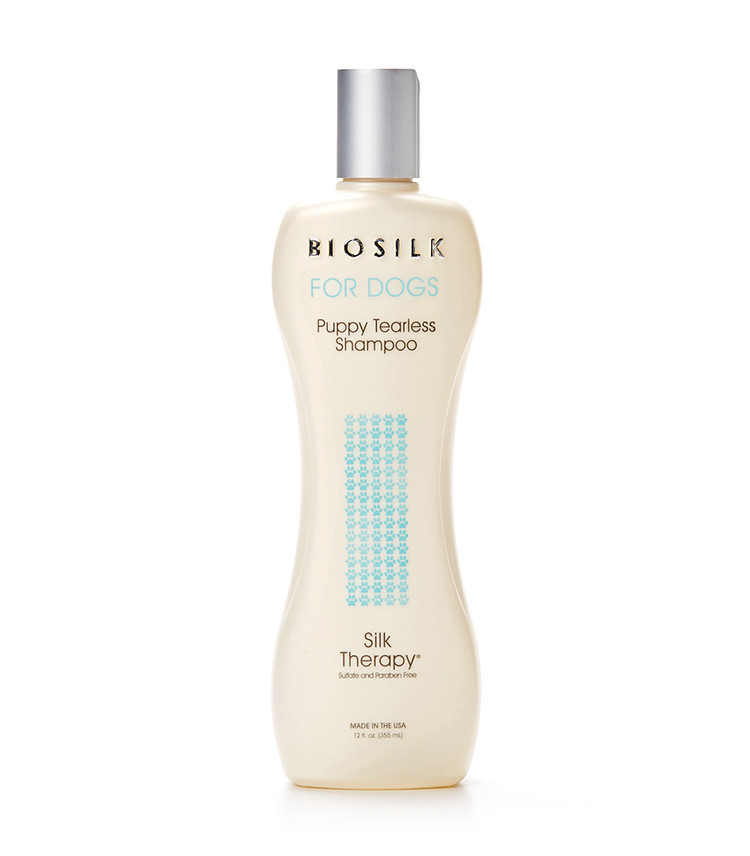 BIOSILK
FOR DOGS
Puppy Tearless
Shampoo
Silk
Therapy®
Sulfate and Paraben Free
MADE IN THE USA
12 fl. oz. (355 mL)